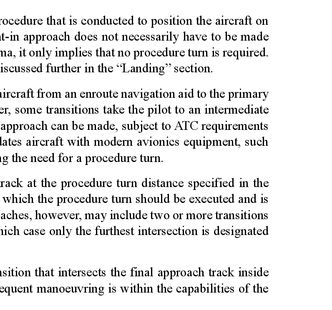 rocedure that is conducted to position the aircraft on
t-in approach does not necessarily have to be made
ma, it only implies that no procedure turn is required.
iscussed further in the “Landing” section.
aircraft from an enroute navigation aid to the primary
er, some transitions take the pilot to an intermediate
approach can be made, subject to ATC requirements
dates aircraft with modern avionics equipment, such
ng the need for a procedure turn.
rack at the procedure turn distance specified in the
which the procedure turn should be executed and is
aches, however, may include two or more transitions
ich case only the furthest intersection is designated
sition that intersects the final approach track inside
equent manoeuvring is within the capabilities of the